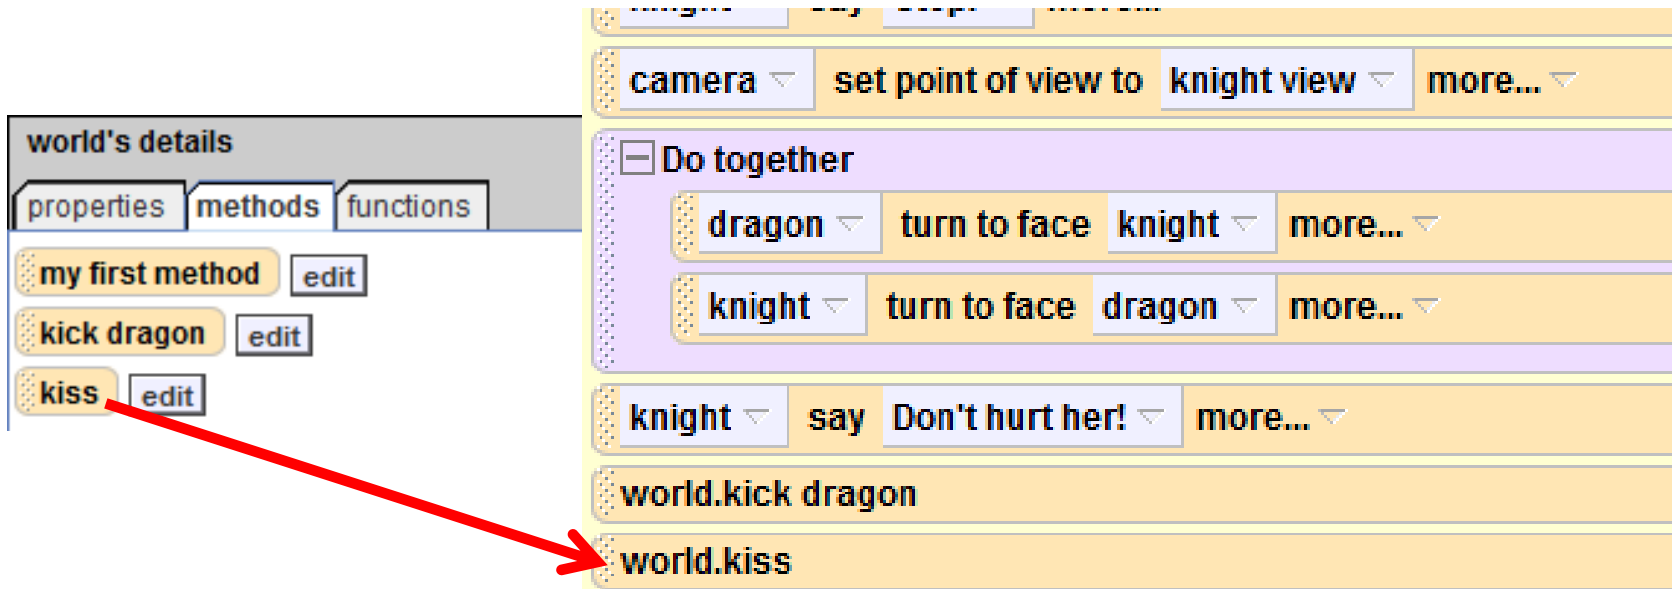 world's details
properties methods functions
my first method edit
kick dragon edit
kiss edit
camera set point of view to knight view more...
Do together
dragon turn to face knight more...
knight turn to face dragon more...
knight say Don't hurt her! more...
world.kick dragon
world.kiss